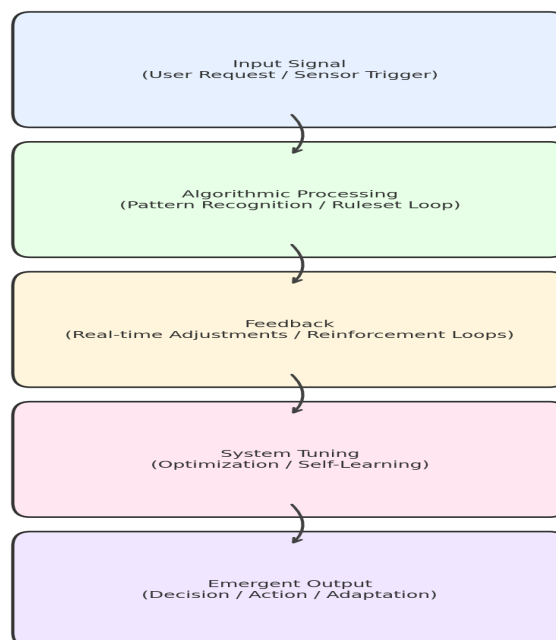 Input Signal
(User Request / Sensor Trigger)
Algorithmic Processing
(Pattern Recognition / Ruleset Loop)
Feedback
(Real-time Adjustments / Reinforcement Loops)
System Tuning
(Optimization / Self-Learning)
Emergent Output
(Decision / Action / Adaptation)